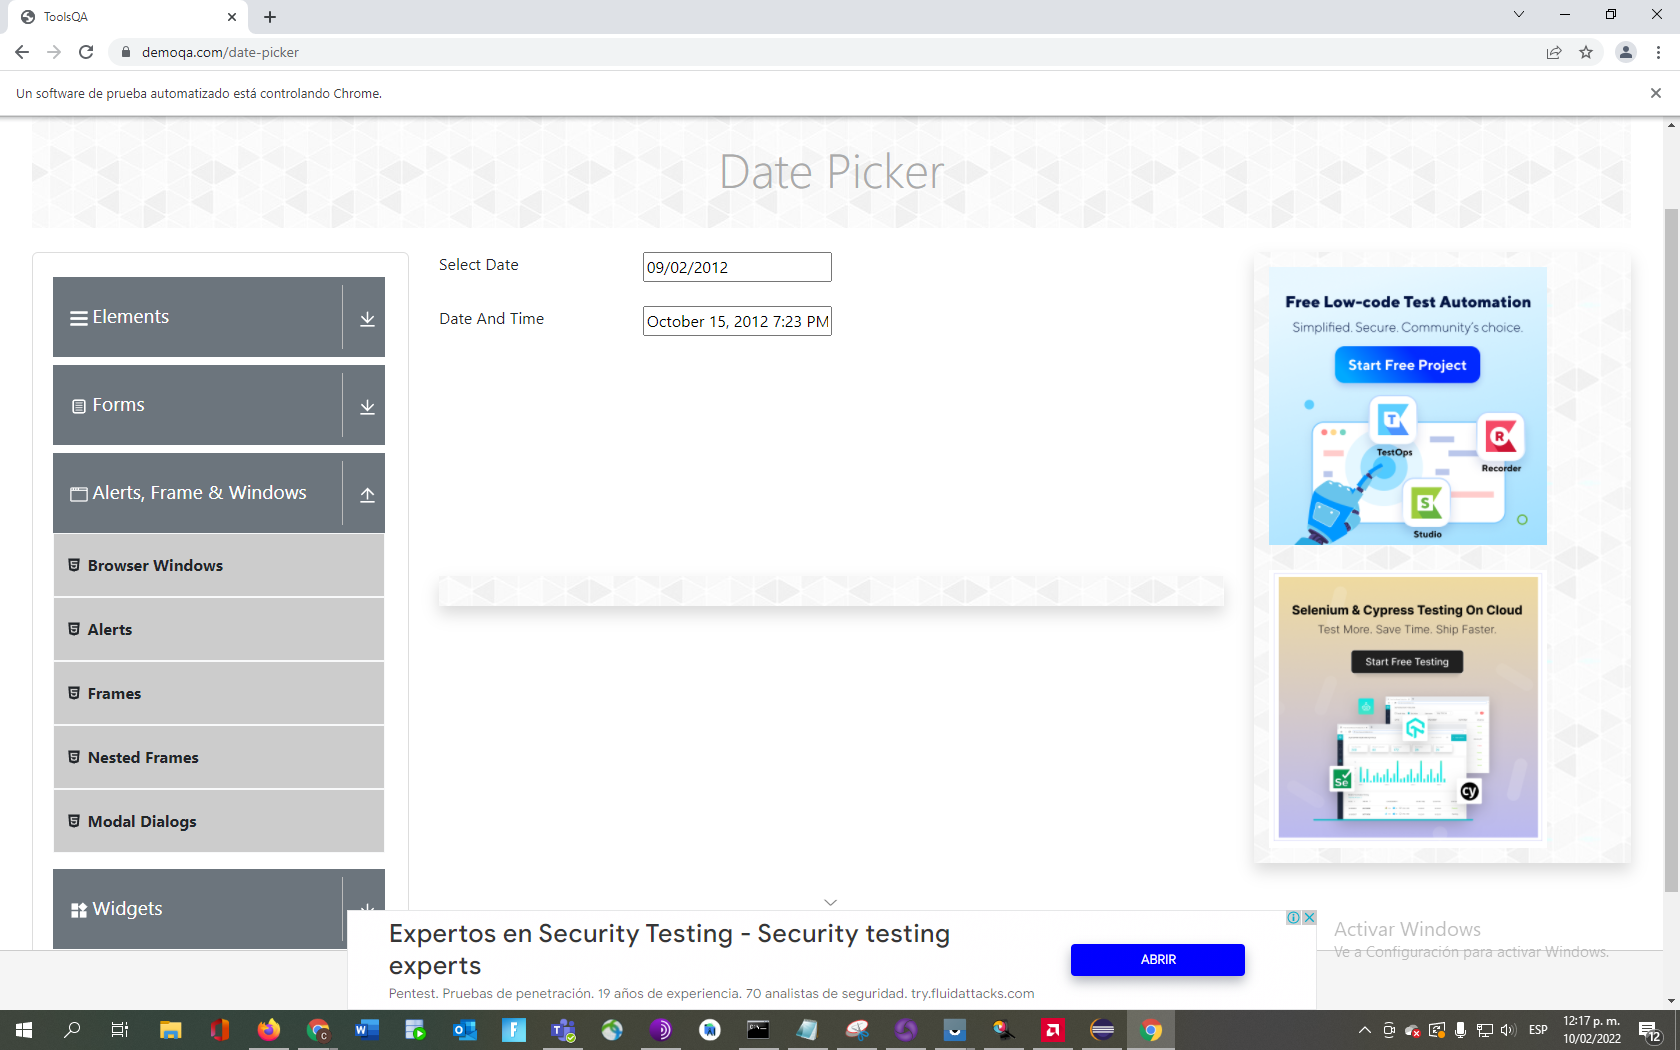 ToolsQA
demoqa.com/date-picker
Un software de prueba automatizado está controlando Chrome.
Date Picker
Elements
Forms
Alerts, Frame & Windows
Browser Windows
Alerts
Frames
Nested Frames
Modal Dialogs
Widgets
Select Date
09/02/2012
Date And Time
October 15, 2012 7:23 PM
Free Low-code Test Automation
Simplified. Secure. Community's choice.
Start Free Project
TestOps
Recorder
Studio
Selenium & Cypress Testing On Cloud
Test More. Save Time. Ship Faster.
Start Free Testing
Se
cy
Expertos en Security Testing - Security testing
experts
Pentest. Pruebas de penetración. 19 años de experiencia. 70 analistas de seguridad. try.fluidattacks.com
ABRIR
Activar Windows
Ve a Configuración para activar Windows.
ESP
12:17 p. m.
10/02/2022
12